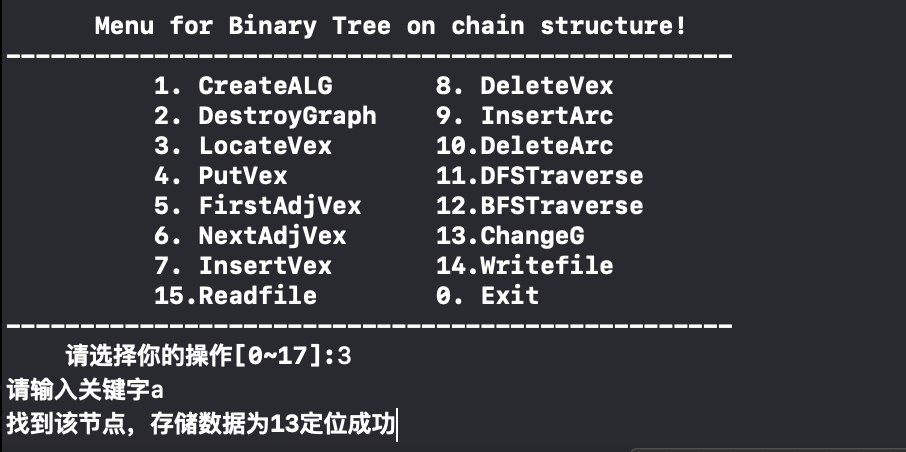 Menu for Binary Tree on chain structure!
-------------------------------------------------
1. CreateALG 8. DeleteVex
2. DestroyGraph 9. InsertArc
3. LocateVex 10.DeleteArc
4. PutVex 11.DFSTraverse
5. FirstAdjVex 12.BFSTraverse
6. NextAdjVex 13.ChangeG
7. InsertVex 14.Writefile
15.Readfile 0. Exit
-------------------------------------------------
请选择你的操作[0~17]:3
请输入关键字a
找到该节点，存储数据为13定位成功